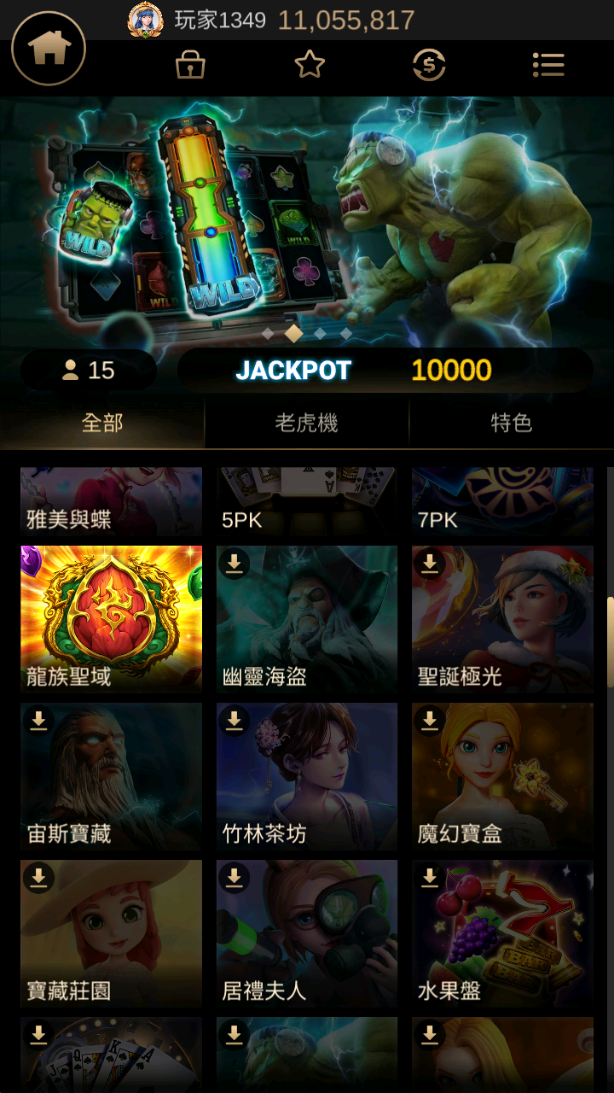 玩家1349 11,055,817
WILD
WILD
WILD
WILD
15 JACKPOT 10000
全部 老虎機 特色
雅美與蝶 5PK 7PK
龍族聖域 幽靈海盜 聖誕極光
宙斯寶藏 竹林茶坊 魔幻寶盒
寶藏莊園 居禮夫人 水果盤
J Q K A